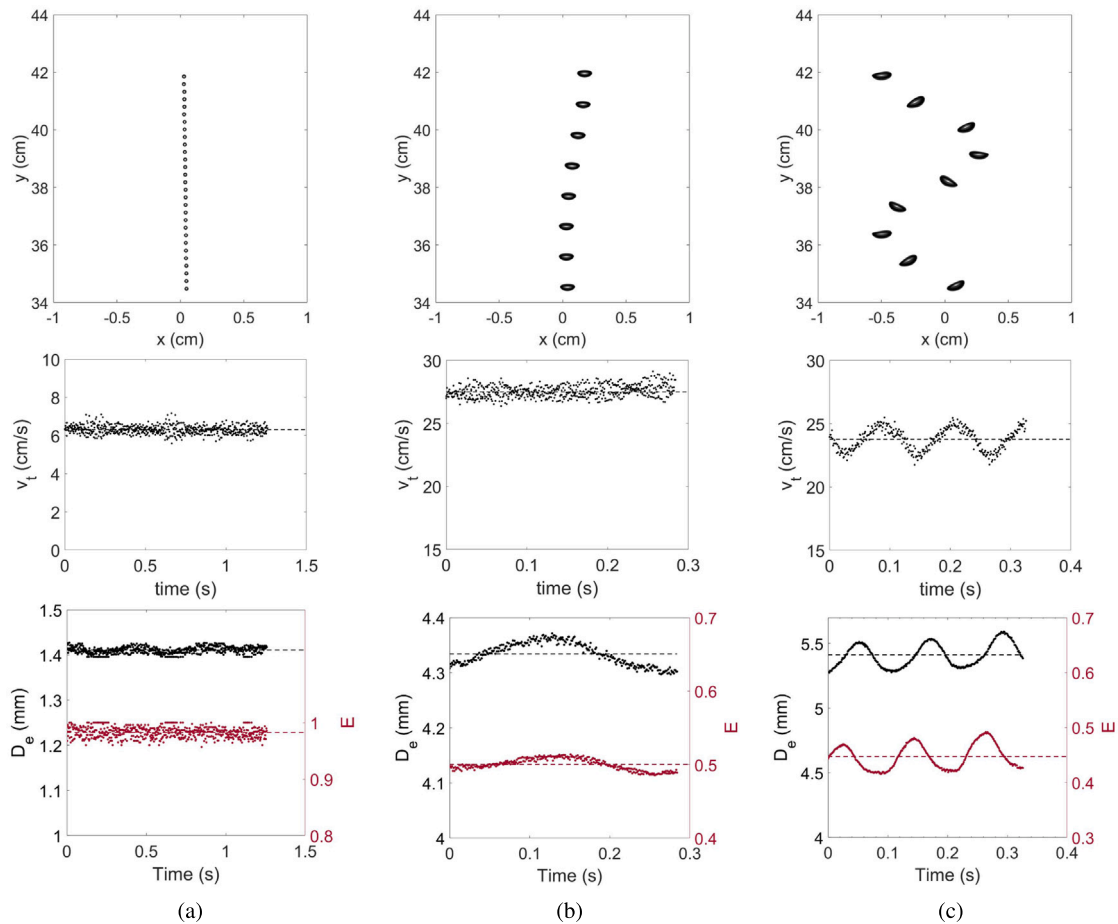 44
42
40
38
36
34
y (cm)
-1 -0.5 0 0.5 1
x (cm)
44
42
40
38
36
34
y (cm)
-1 -0.5 0 0.5 1
x (cm)
44
42
40
38
36
34
y (cm)
-1 -0.5 0 0.5 1
x (cm)
10
8
6
4
2
0
v_t (cm/s)
0 0.5 1 1.5
time (s)
30
25
20
15
v_t (cm/s)
0 0.1 0.2 0.3
time (s)
30
25
20
15
v_t (cm/s)
0 0.1 0.2 0.3 0.4
time (s)
1.5
1.4
1.3
1.2
1.1
1
D_e (mm)
1
0.9
0.8
E
0 0.5 1 1.5
Time (s)
4.4
4.3
4.2
4.1
4
D_e (mm)
0.7
0.6
0.5
0.4
E
0 0.1 0.2 0.3
Time (s)
5.5
5
4.5
4
D_e (mm)
0.7
0.6
0.5
0.4
0.3
E
0 0.1 0.2 0.3 0.4
Time (s)
(a) (b) (c)